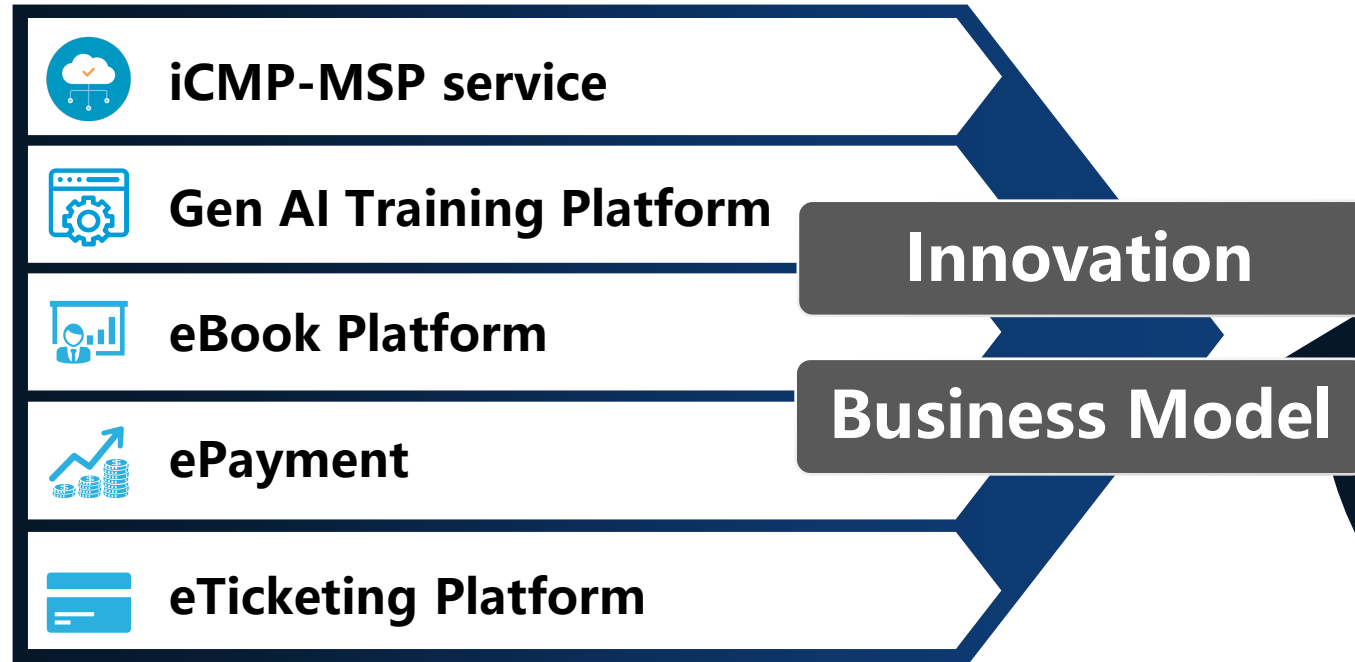 iCMP-MSP service
Gen AI Training Platform
Innovation
eBook Platform
Business Model
ePayment
eTicketing Platform